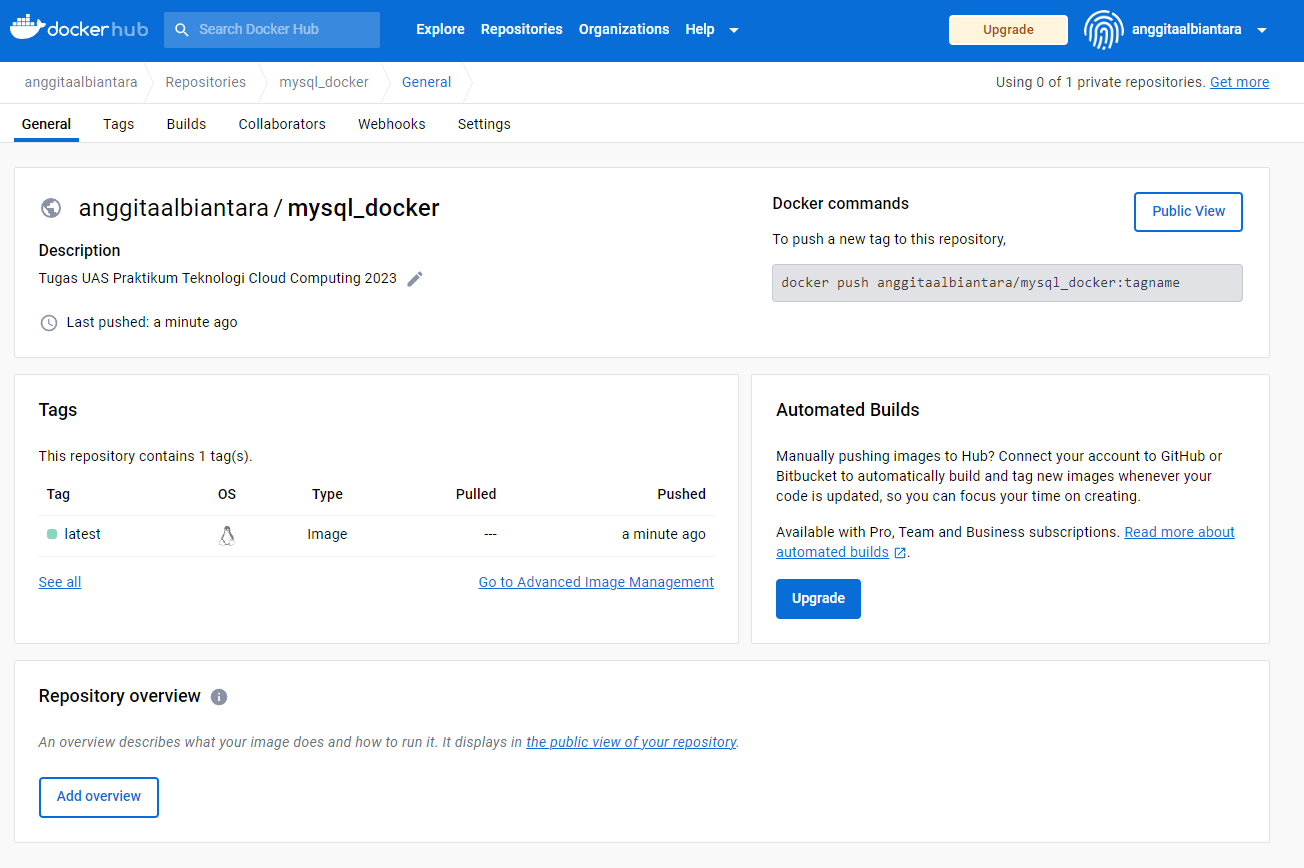 dockerhub
Search Docker Hub
Explore Repositories Organizations Help
Upgrade
anggitaalbiantara
anggitaalbiantara Repositories mysql_docker General
Using 0 of 1 private repositories. Get more
General Tags Builds Collaborators Webhooks Settings
anggitaalbiantara / mysql_docker
Description
Tugas UAS Praktikum Teknologi Cloud Computing 2023
Last pushed: a minute ago
Docker commands
Public View
To push a new tag to this repository,
docker push anggitaalbiantara/mysql_docker:tagname
Tags
This repository contains 1 tag(s).
Tag OS Type Pulled Pushed
latest Image --- a minute ago
See all Go to Advanced Image Management
Automated Builds
Manually pushing images to Hub? Connect your account to GitHub or
Bitbucket to automatically build and tag new images whenever your
code is updated, so you can focus your time on creating.
Available with Pro, Team and Business subscriptions. Read more about
automated builds .
Upgrade
Repository overview
An overview describes what your image does and how to run it. It displays in the public view of your repository.
Add overview